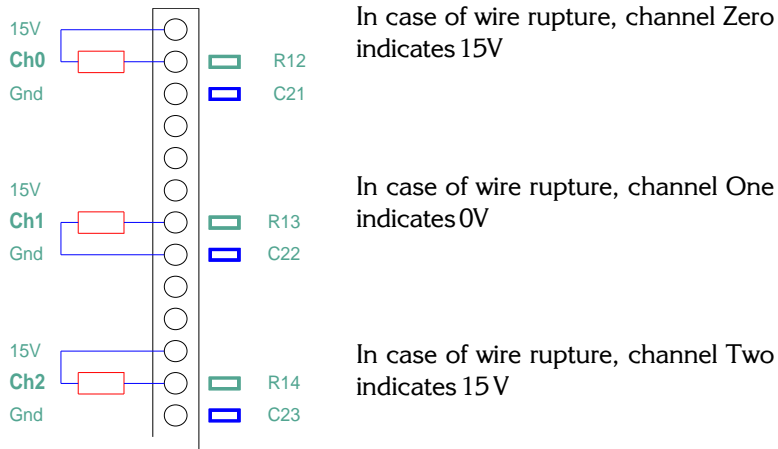 15V
Ch0
Gnd
R12
C21
In case of wire rupture, channel Zero
indicates 15V
15V
Ch1
Gnd
R13
C22
In case of wire rupture, channel One
indicates 0V
15V
Ch2
Gnd
R14
C23
In case of wire rupture, channel Two
indicates 15V